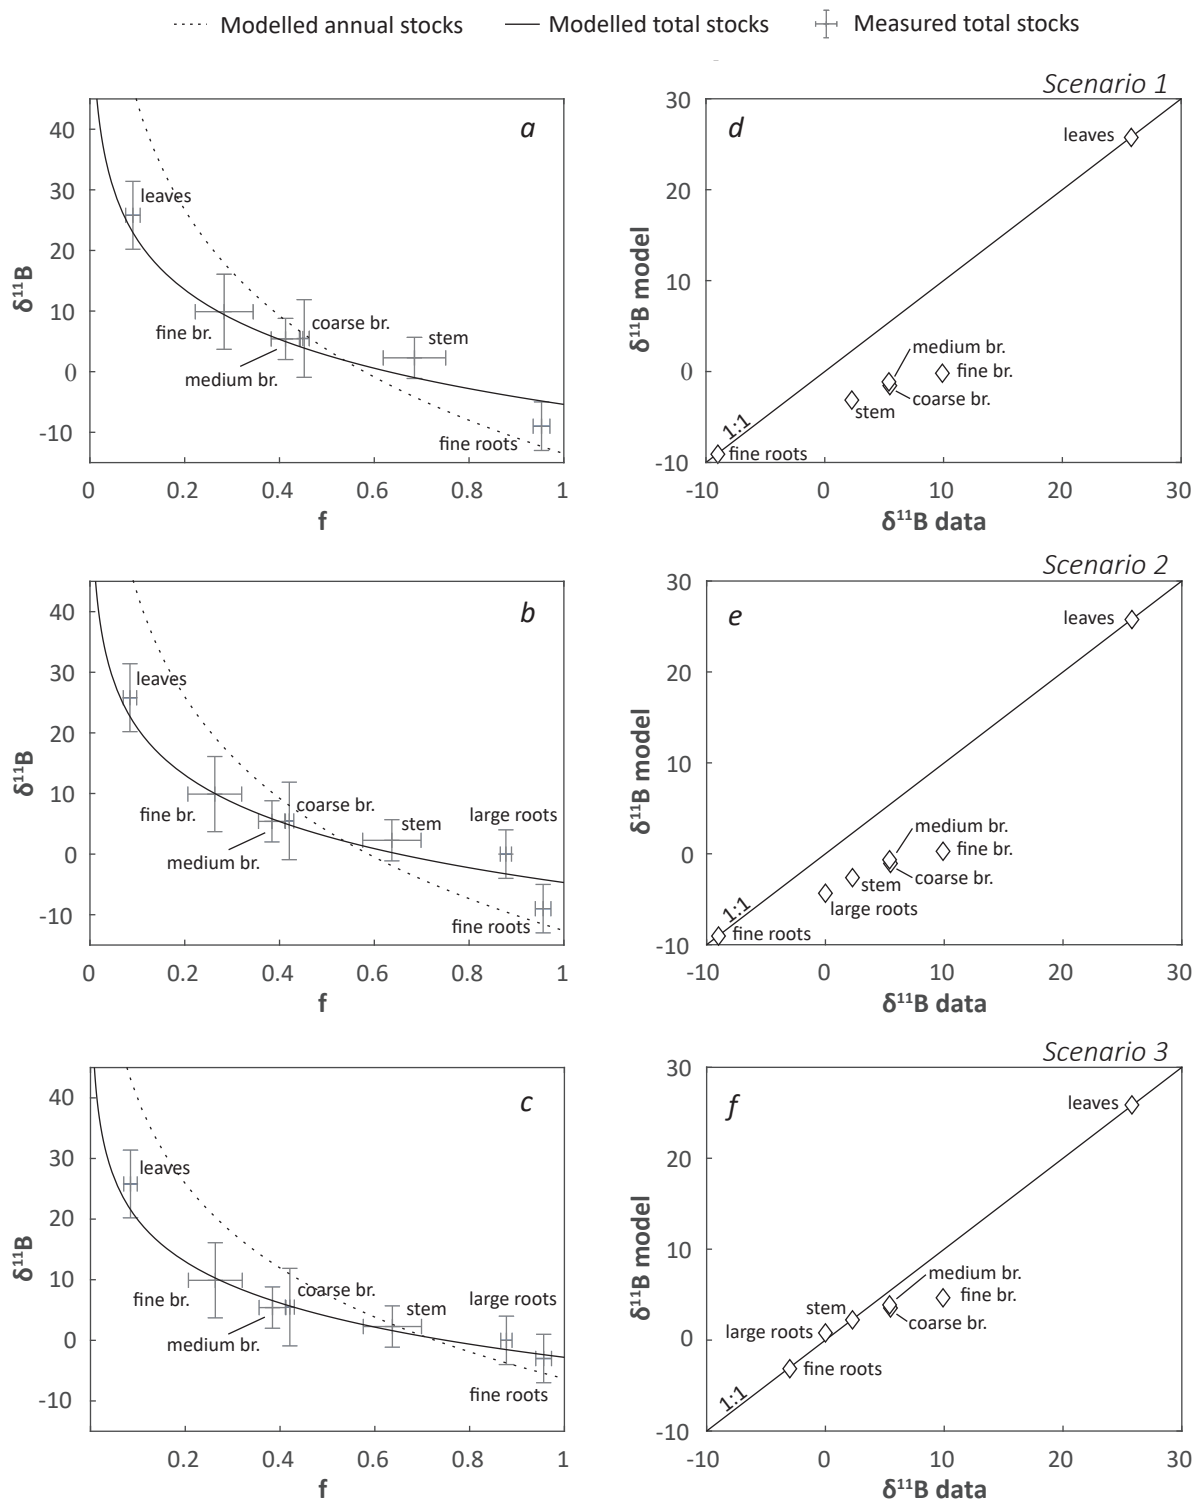 Modelled annual stocks
Modelled total stocks
Measured total stocks
Scenario 1
a
40
30
20
10
0
-10
δ¹¹B
leaves
fine br.
medium br.
coarse br.
stem
fine roots
0 0.2 0.4 0.6 0.8 1
f
d
30
20
10
0
-10
δ¹¹B model
leaves
medium br.
fine br.
coarse br.
stem
1:1
fine roots
-10 0 10 20 30
δ¹¹B data
Scenario 2
b
40
30
20
10
0
-10
δ¹¹B
leaves
fine br.
medium br.
coarse br.
stem
large roots
fine roots
0 0.2 0.4 0.6 0.8 1
f
e
30
20
10
0
-10
δ¹¹B model
leaves
medium br.
fine br.
coarse br.
stem
large roots
1:1
fine roots
-10 0 10 20 30
δ¹¹B data
Scenario 3
c
40
30
20
10
0
-10
δ¹¹B
leaves
fine br.
medium br.
coarse br.
stem
large roots
fine roots
0 0.2 0.4 0.6 0.8 1
f
f
30
20
10
0
-10
δ¹¹B model
leaves
medium br.
fine br.
coarse br.
stem
large roots
fine roots
1:1
-10 0 10 20 30
δ¹¹B data